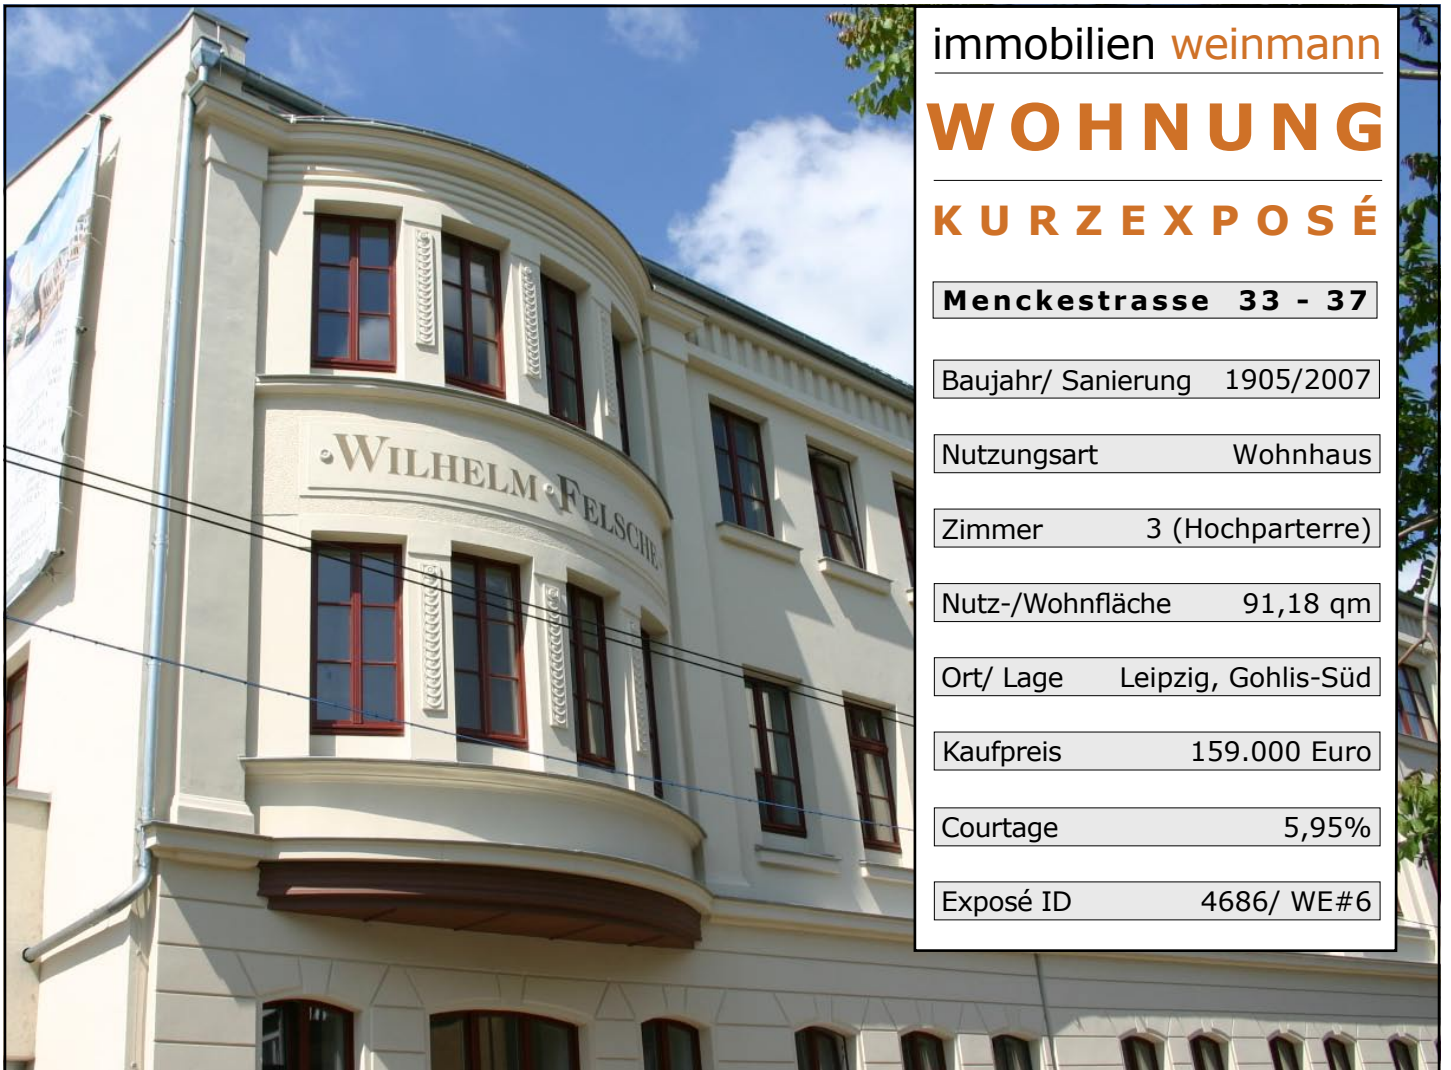 immobilien weinmann
WOHNUNG
KURZEXPOSÉ
Menckestrasse 33 - 37
Baujahr/ Sanierung 1905/2007
Nutzungsart Wohnhaus
Zimmer 3 (Hochparterre)
Nutz-/Wohnfläche 91,18 qm
Ort/ Lage Leipzig, Gohlis-Süd
Kaufpreis 159.000 Euro
Courtage 5,95%
Exposé ID 4686/ WE#6
•WILHELM•FELSCHE•